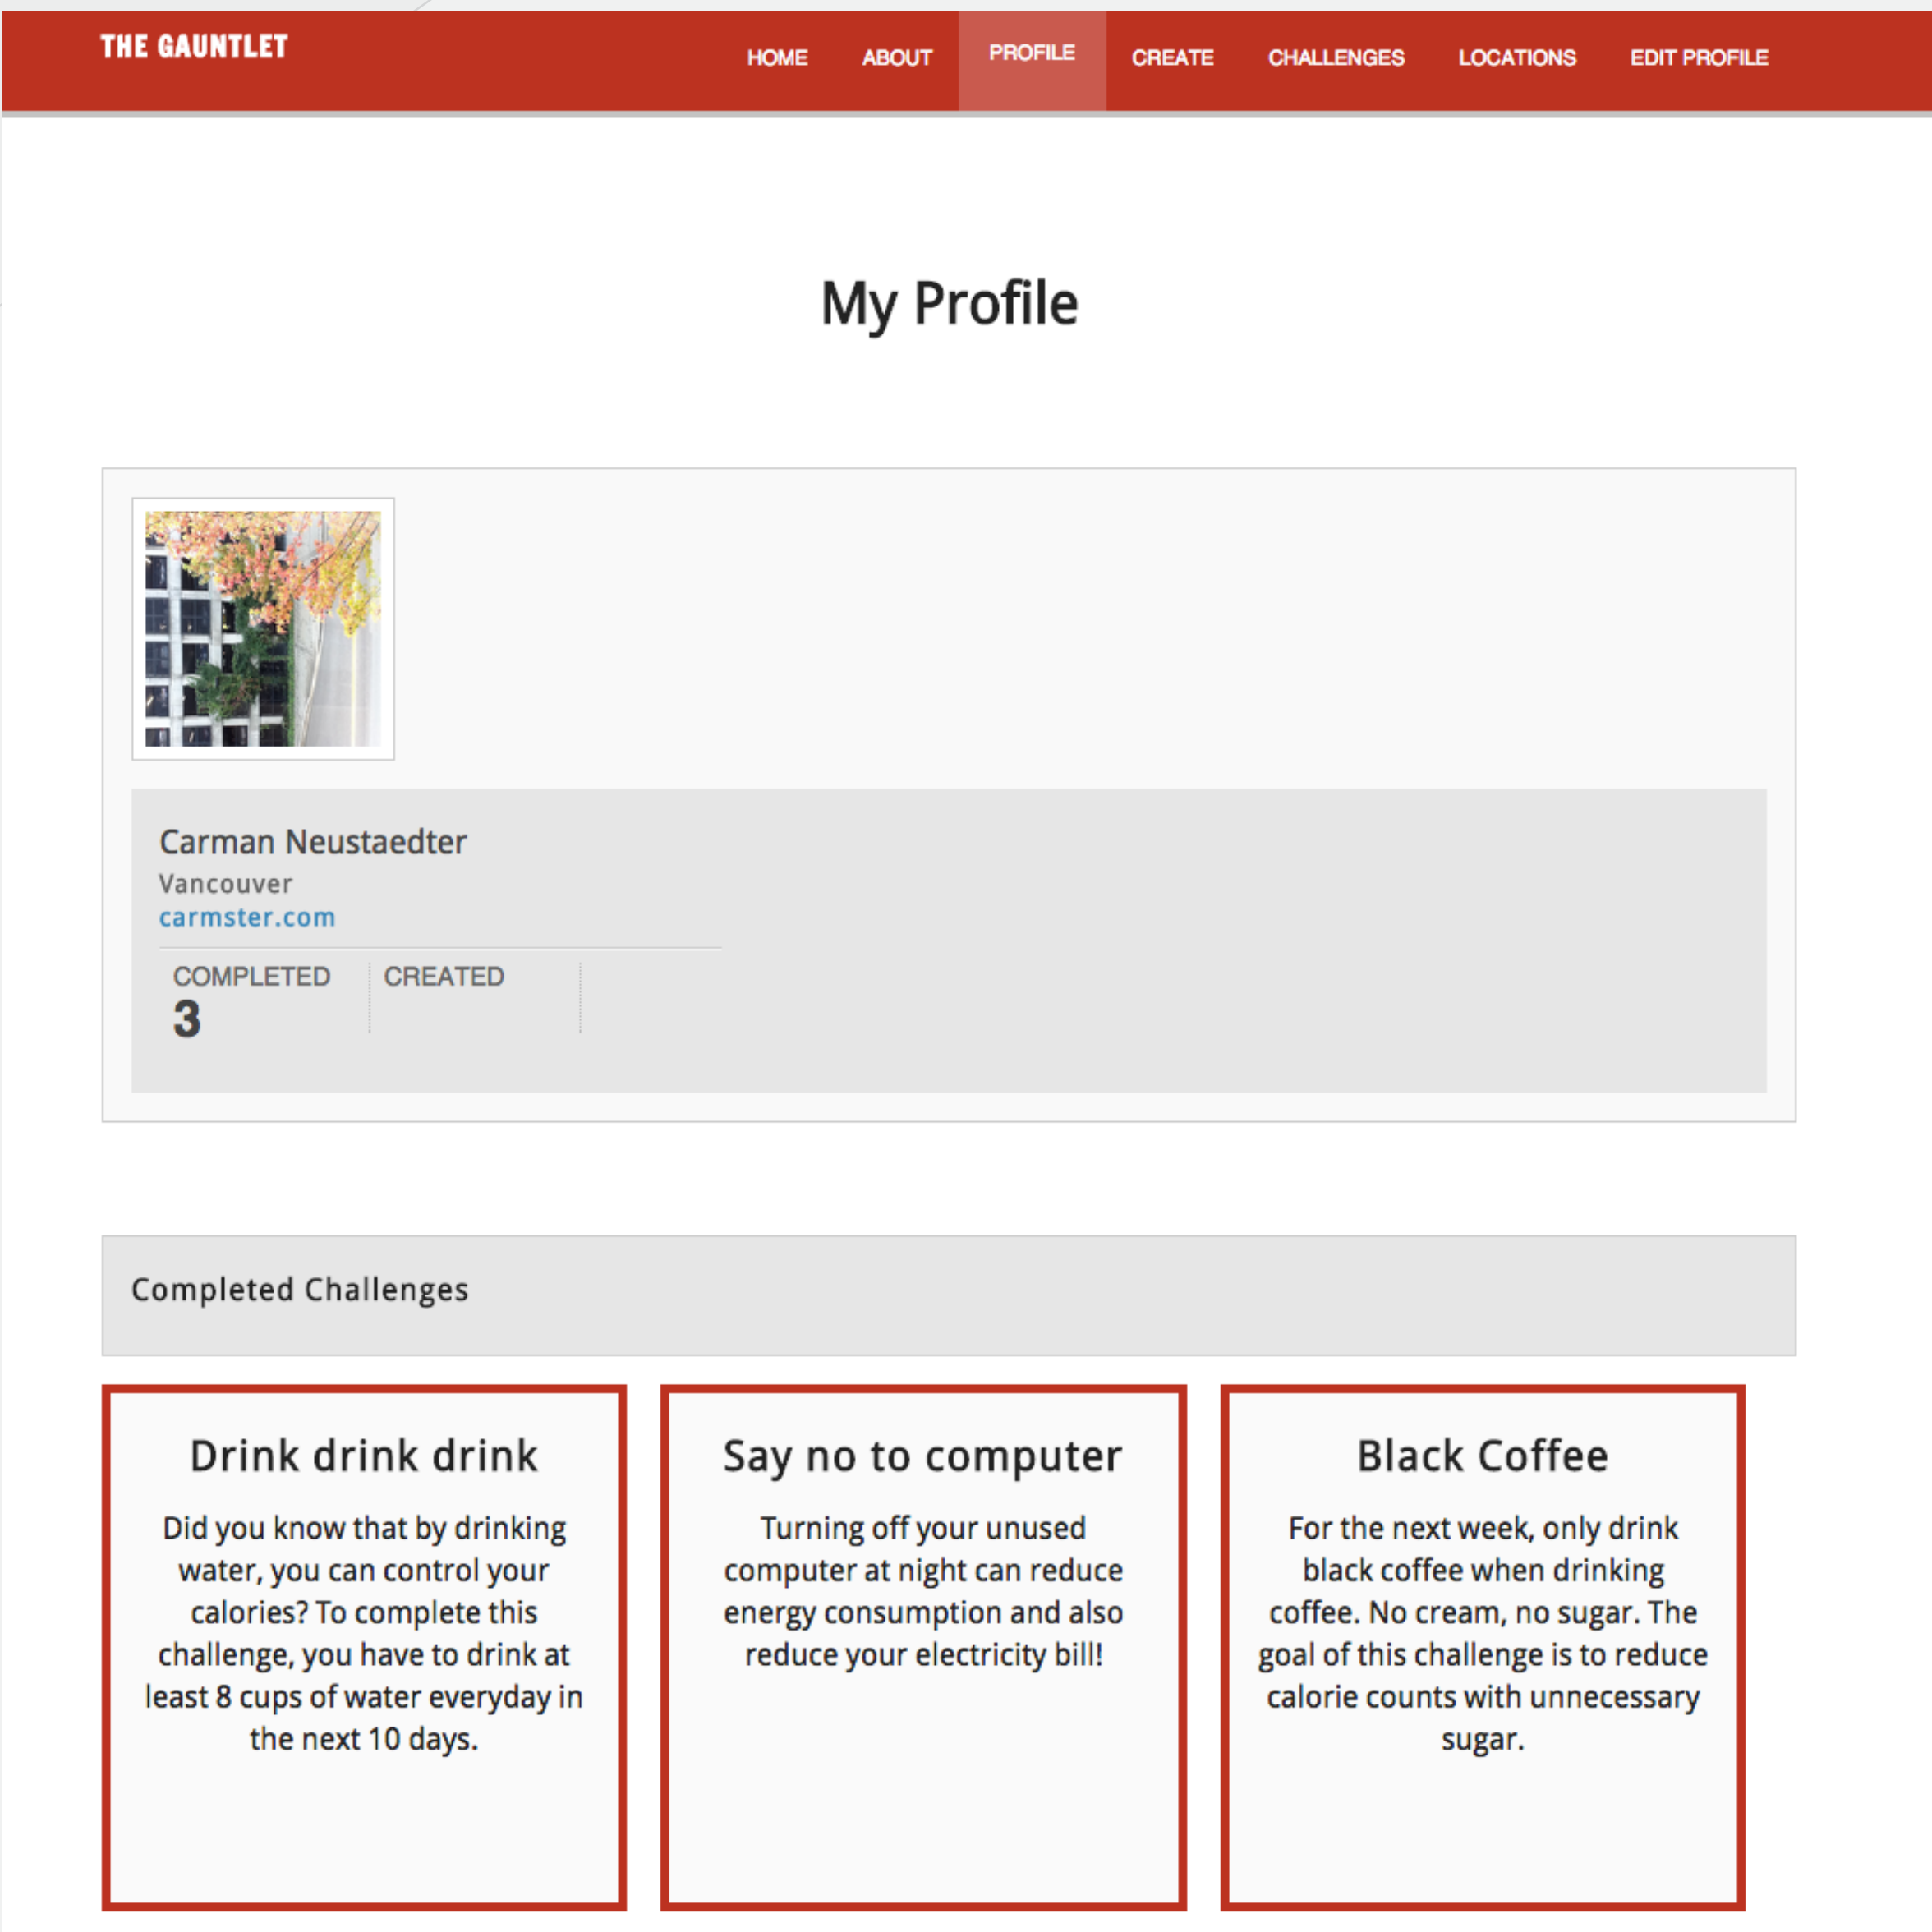 THE GAUNTLET
HOME ABOUT PROFILE CREATE CHALLENGES LOCATIONS EDIT PROFILE
My Profile
Carman Neustaedter
Vancouver
carmster.com
COMPLETED CREATED
3
Completed Challenges
Drink drink drink
Did you know that by drinking
water, you can control your
calories? To complete this
challenge, you have to drink at
least 8 cups of water everyday in
the next 10 days.
Say no to computer
Turning off your unused
computer at night can reduce
energy consumption and also
reduce your electricity bill!
Black Coffee
For the next week, only drink
black coffee when drinking
coffee. No cream, no sugar. The
goal of this challenge is to reduce
calorie counts with unnecessary
sugar.